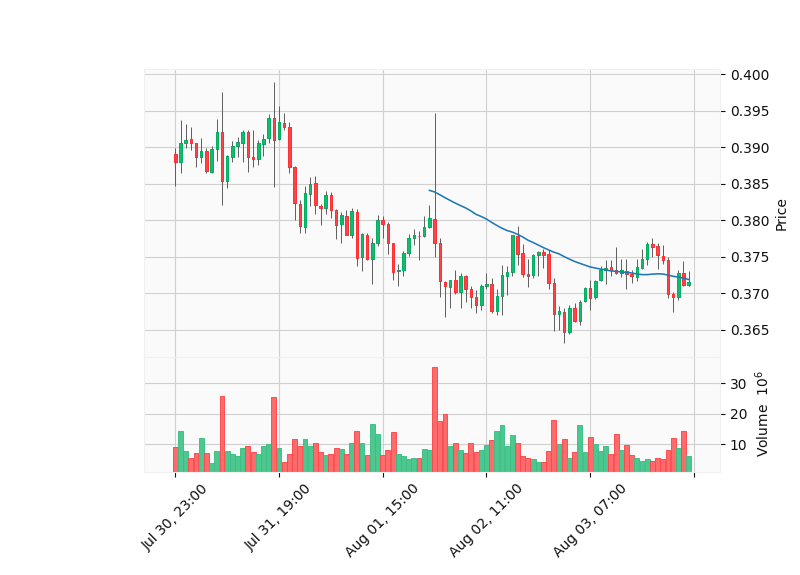 0.400
0.395
0.390
0.385
0.380
0.375
0.370
0.365
Price
30
20
10
Volume 10⁶
Jul 30, 23:00
Jul 31, 19:00
Aug 01, 15:00
Aug 02, 11:00
Aug 03, 07:00